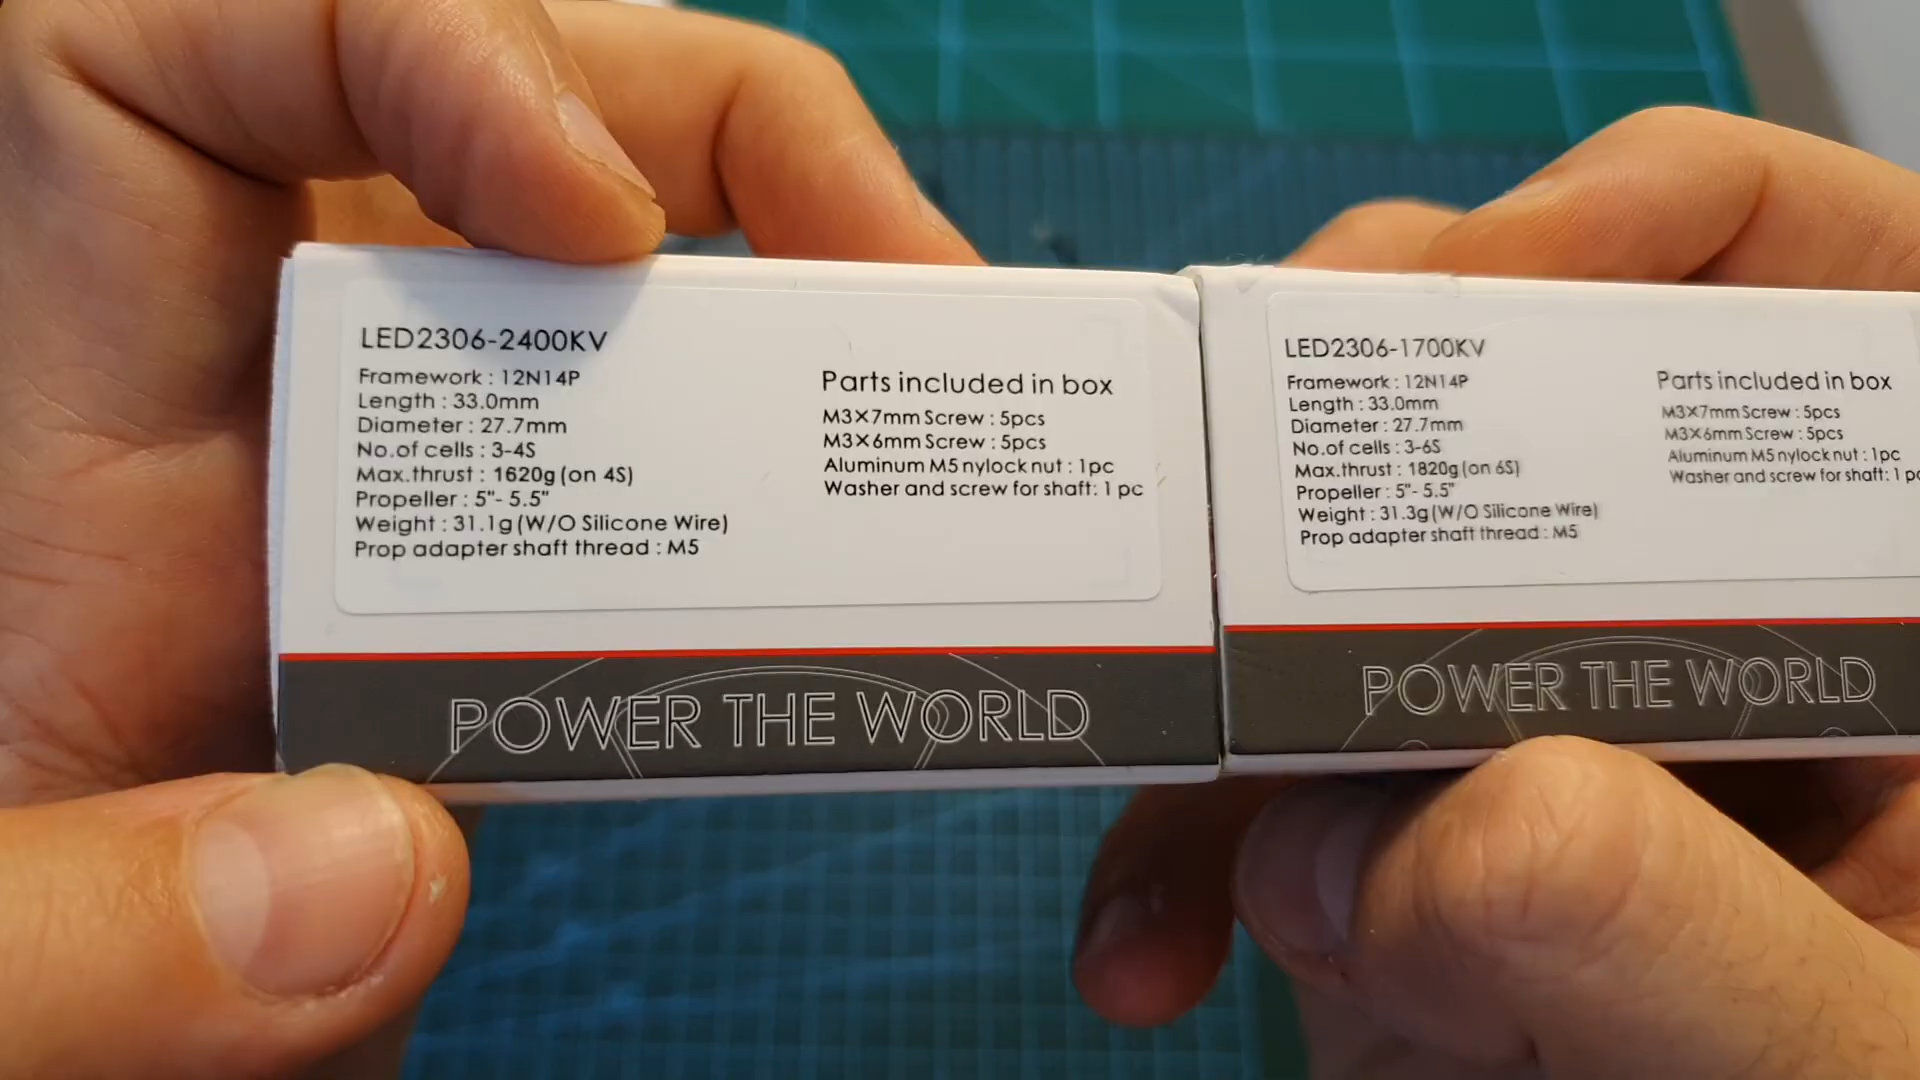 LED2306-2400KV
Framework : 12N14P
Length : 33.0mm
Diameter : 27.7mm
No.of cells : 3-4S
Max.thrust : 1620g(on 4S)
Propeller : 5"- 5.5"
Weight : 31.1g(W/O Silicone Wire)
Prop adapter shaft thread : M5
Parts included in box
M3×7mm Screw : 5pcs
M3×6mm Screw : 5pcs
Aluminum M5 nylock nut : 1pc
Washer and screw for shaft: 1 pc
POWER THE WORLD
LED2306-1700KV
Framework : 12N14P
Length : 33.0mm
Diameter : 27.7mm
No.of cells : 3-6S
Max.thrust : 1820g(on 6S)
Propeller : 5"- 5.5"
Weight : 31.3g(W/O Silicone Wire)
Prop adapter shaft thread : M5
Parts included in box
M3×7mm Screw : 5pcs
M3×6mm Screw : 5pcs
Aluminum M5 nylock nut : 1pc
Washer and screw for shaft: 1 pc
POWER THE WORLD